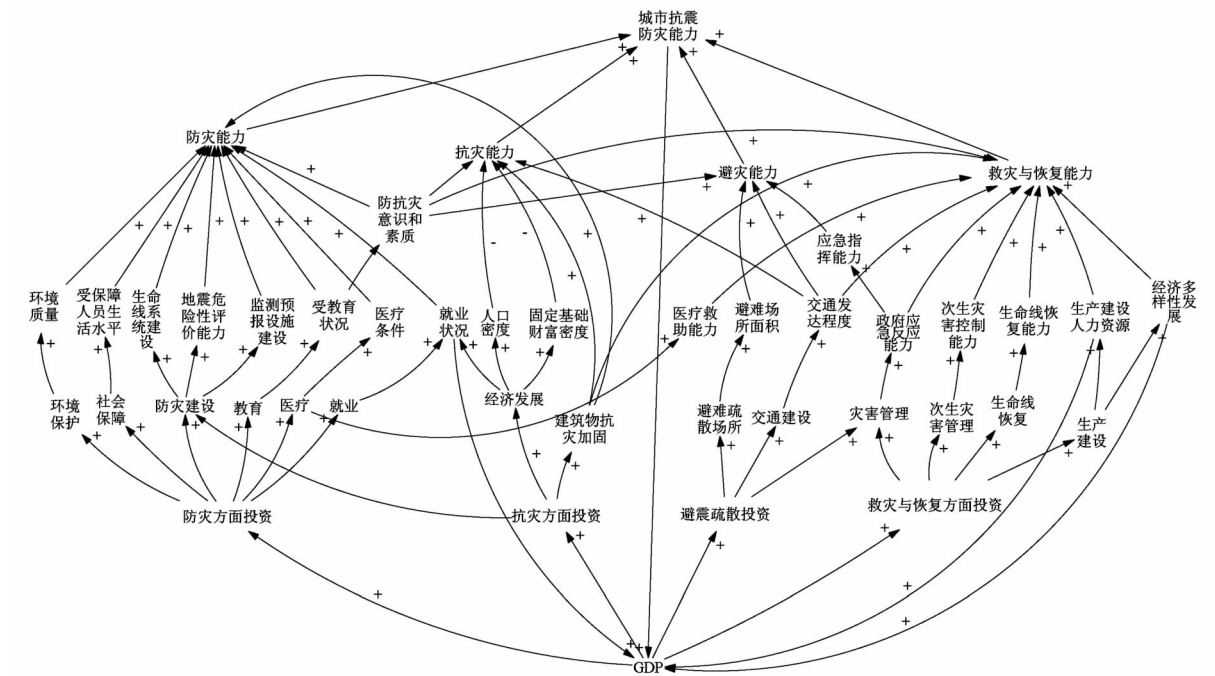 城市抗震
防灾能力
防灾能力
抗灾能力
避灾能力
救灾与恢复能力
防抗灾
意识和
素质
应急指
挥能力
环境
质量
受保障
人员生
活水平
生命
线系
统建
设
地震危
险性评
价能力
监测预
报设施
建设
受教育
状况
医疗
条件
就业
状况
人口
密度
固定基础
财富密度
医疗救
助能力
避难场
所面积
交通发
达程度
政府应
急反应
能力
次生灾
害控制
能力
生命线恢
复能力
生产建设
人力资源
经济多
样性发
展
环境
保护
社会
保障
防灾建设
教育
医疗
就业
经济发展
建筑物抗
灾加固
避难疏
散场所
交通建设
灾害管理
次生灾
害管理
生命线
恢复
生产
建设
防灾方面投资
抗灾方面投资
避震疏散投资
救灾与恢复方面投资
GDP